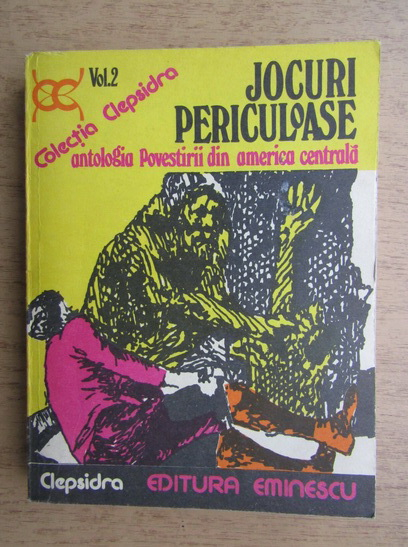 Vol.2
Colecția Clepsidra
JOCURI
PERICULOASE
antologia Povestirii din america centrală
Clepsidra EDITURA EMINESCU